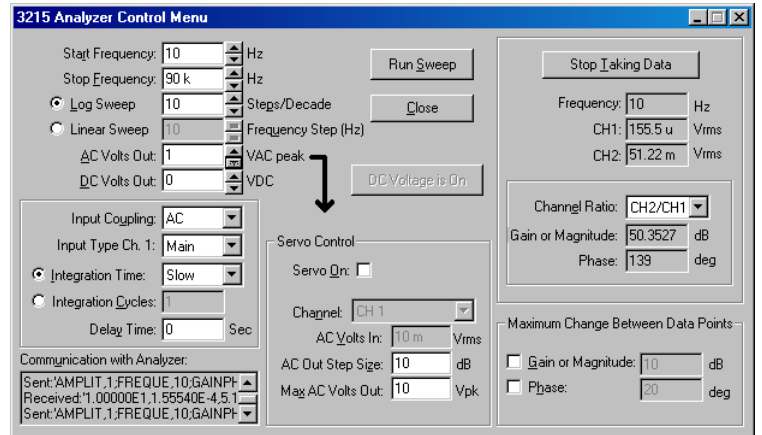 3215 Analyzer Control Menu
Start Frequency: 10 Hz
Stop Frequency: 90 k Hz
Log Sweep 10 Steps/Decade
Linear Sweep 10 Frequency Step (Hz)
AC Volts Out: 1 VAC peak
DC Volts Out: 0 VDC
Run Sweep
Close
DC Voltage is On
Input Coupling: AC
Input Type Ch. 1: Main
Integration Time: Slow
Integration Cycles: 1
Delay Time: 0 Sec
Communication with Analyzer:
Sent:'AMPLIT,1;FREQUE,10;GAINPH
Received:'1.00000E1,1.55540E-4,5.1
Sent:'AMPLIT,1;FREQUE,10;GAINPH
Servo Control
Servo On:
Channel: CH 1
AC Volts In: 10 m Vrms
AC Out Step Size: 10 dB
Max AC Volts Out: 10 Vpk
Stop Taking Data
Frequency: 10 Hz
CH1: 155.5 u Vrms
CH2: 51.22 m Vrms
Channel Ratio: CH2/CH1
Gain or Magnitude: 50.3527 dB
Phase: 139 deg
Maximum Change Between Data Points
Gain or Magnitude: 10 dB
Phase: 20 deg